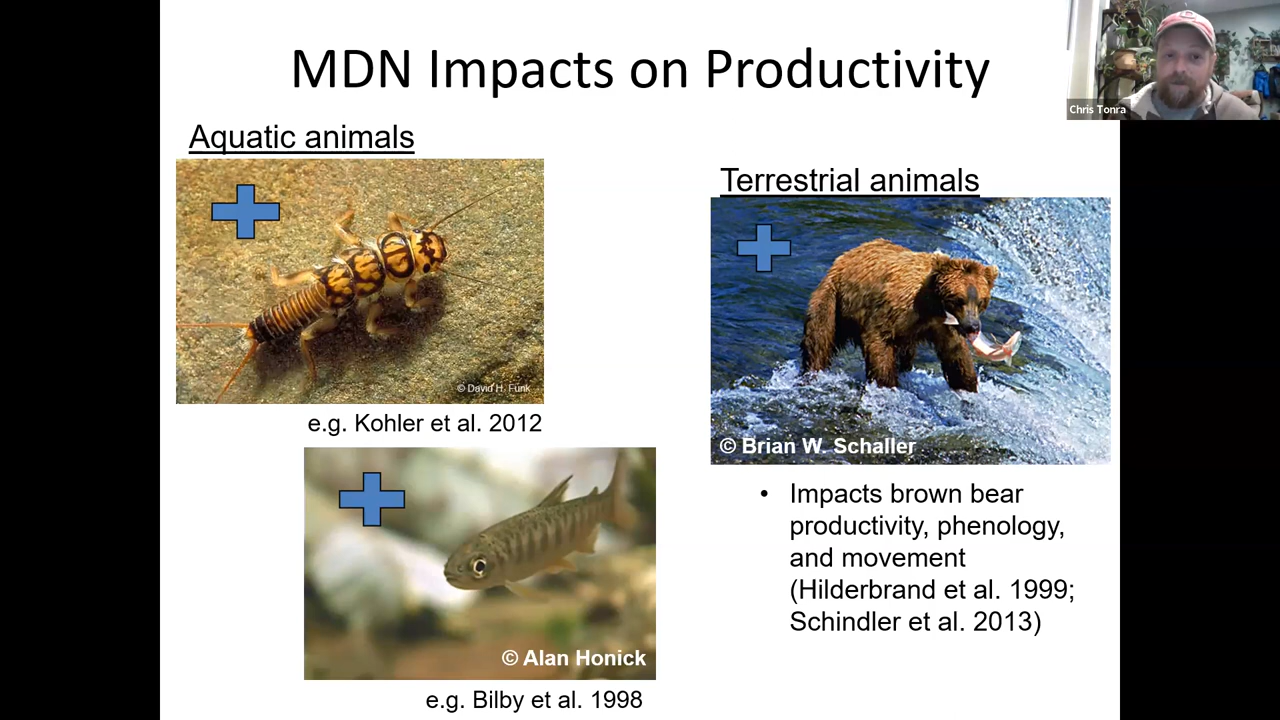 MDN Impacts on Productivity
Chris Tonra
Aquatic animals
© David H. Funk
e.g. Kohler et al. 2012
© Alan Honick
e.g. Bilby et al. 1998
Terrestrial animals
© Brian W. Schaller
• Impacts brown bear
productivity, phenology,
and movement
(Hilderbrand et al. 1999;
Schindler et al. 2013)